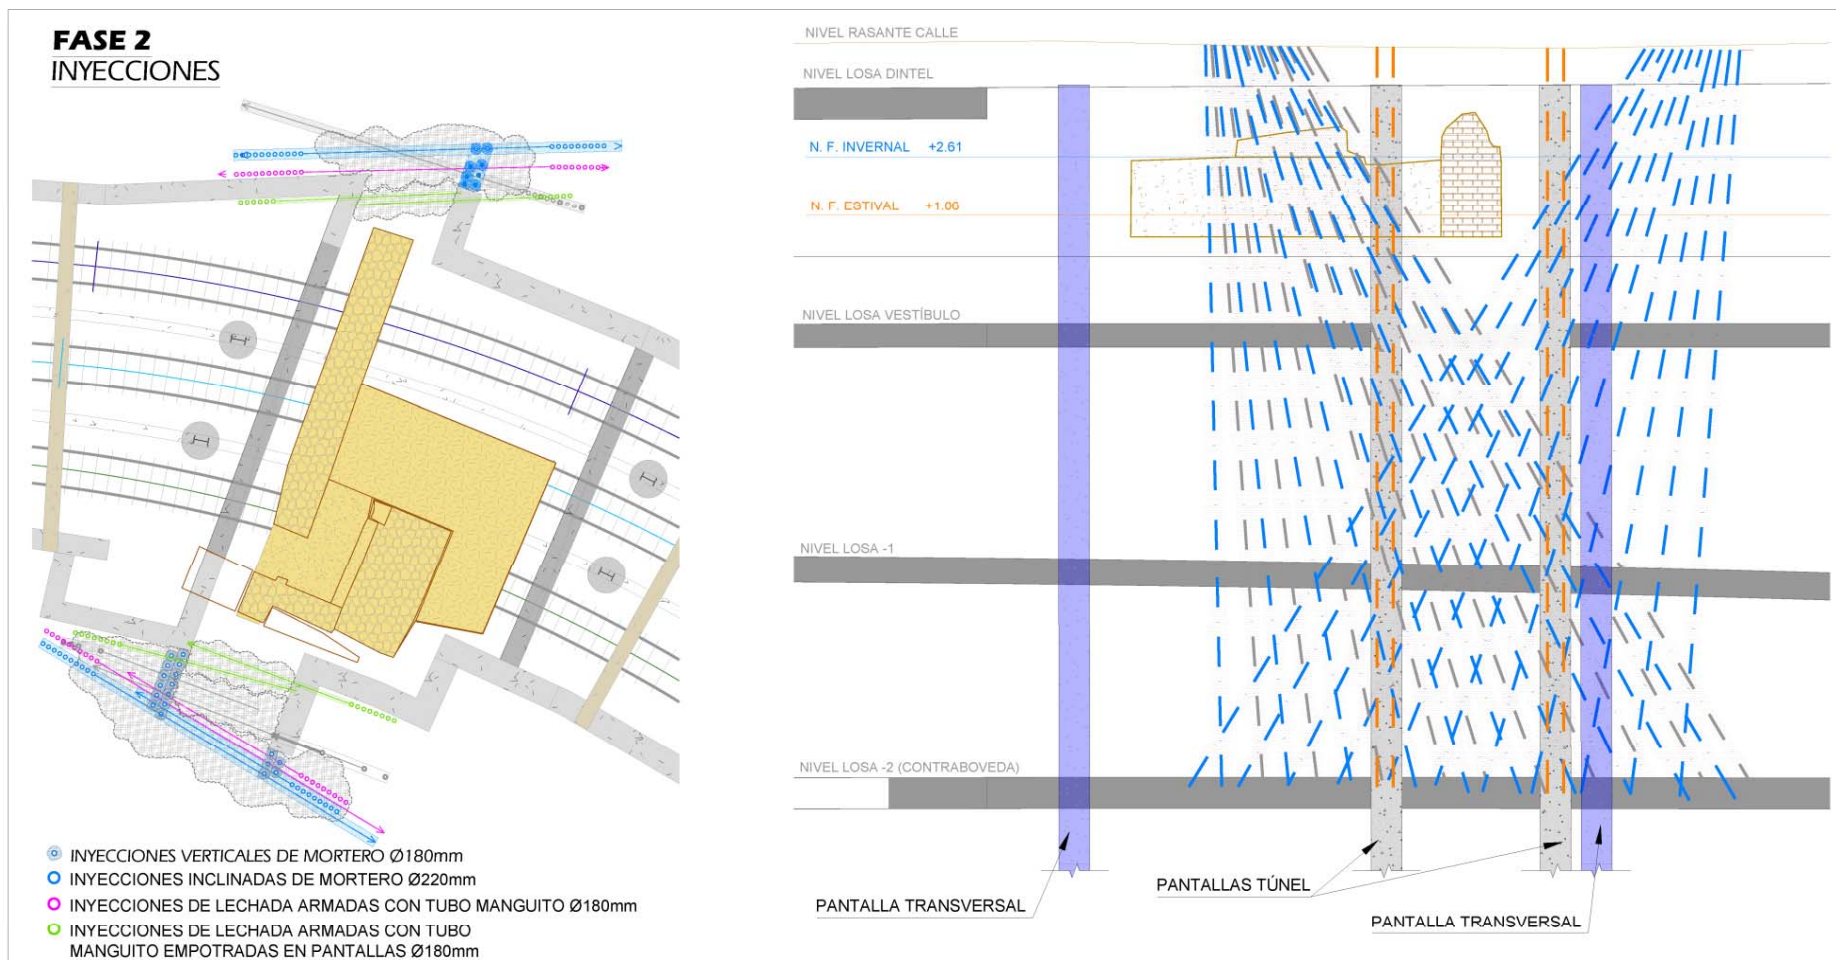 FASE 2
INYECCIONES
INYECCIONES VERTICALES DE MORTERO Ø180mm
INYECCIONES INCLINADAS DE MORTERO Ø220mm
INYECCIONES DE LECHADA ARMADAS CON TUBO MANGUITO Ø180mm
INYECCIONES DE LECHADA ARMADAS CON TUBO
MANGUITO EMPOTRADAS EN PANTALLAS Ø180mm
NIVEL RASANTE CALLE
NIVEL LOSA DINTEL
N. F. INVERNAL +2.61
N. F. ESTIVAL +1.06
NIVEL LOSA VESTÍBULO
NIVEL LOSA -1
NIVEL LOSA -2 (CONTRABOVEDA)
PANTALLA TRANSVERSAL
PANTALLAS TÚNEL
PANTALLA TRANSVERSAL